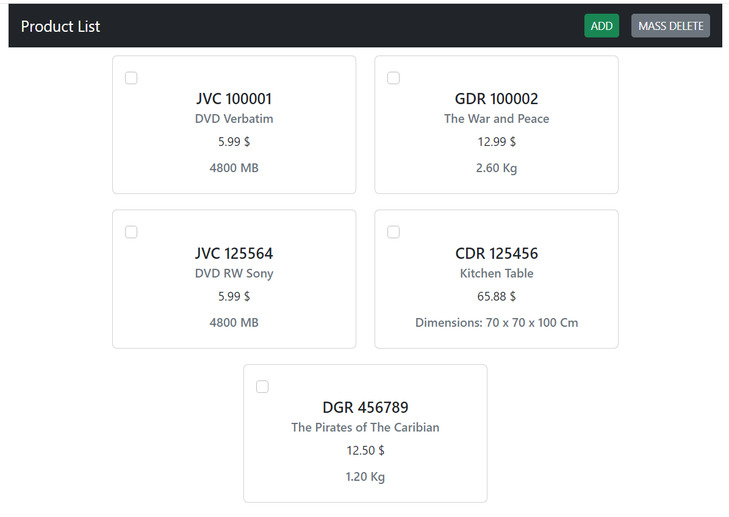 Product List
ADD
MASS DELETE
JVC 100001
DVD Verbatim
5.99 $
4800 MB
GDR 100002
The War and Peace
12.99 $
2.60 Kg
JVC 125564
DVD RW Sony
5.99 $
4800 MB
CDR 125456
Kitchen Table
65.88 $
Dimensions: 70 x 70 x 100 Cm
DGR 456789
The Pirates of The Caribian
12.50 $
1.20 Kg